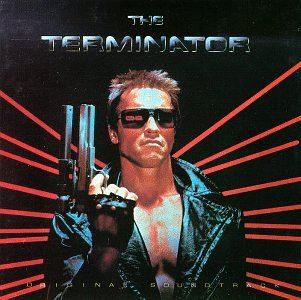 THE
TERMINATOR
ORIGINAL SOUNDTRACK